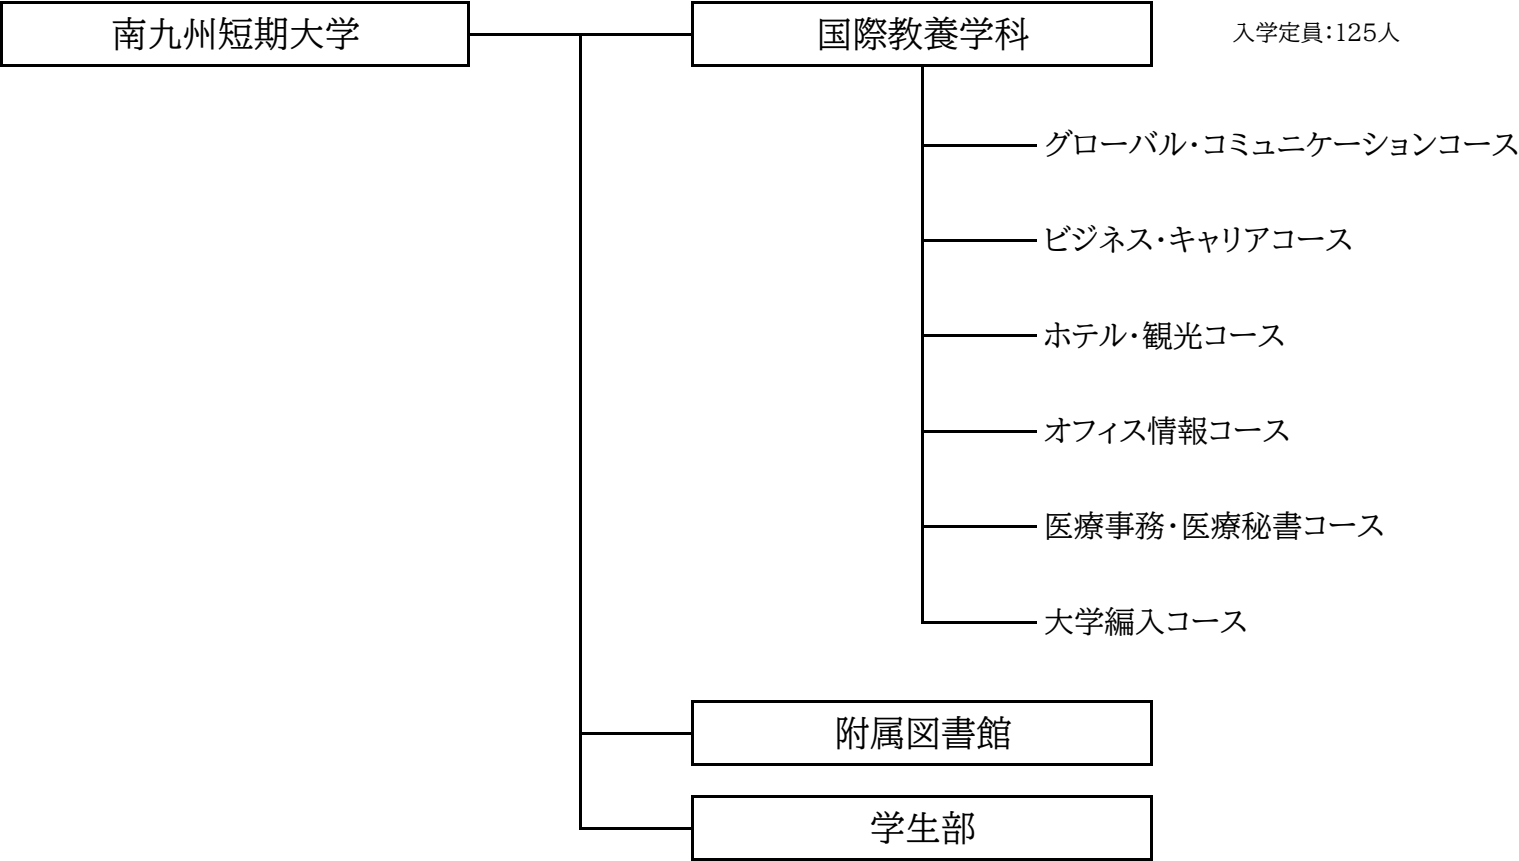 南九州短期大学
国際教養学科
入学定員：125人
グローバル・コミュニケーションコース
ビジネス・キャリアコース
ホテル・観光コース
オフィス情報コース
医療事務・医療秘書コース
大学編入コース
附属図書館
学生部